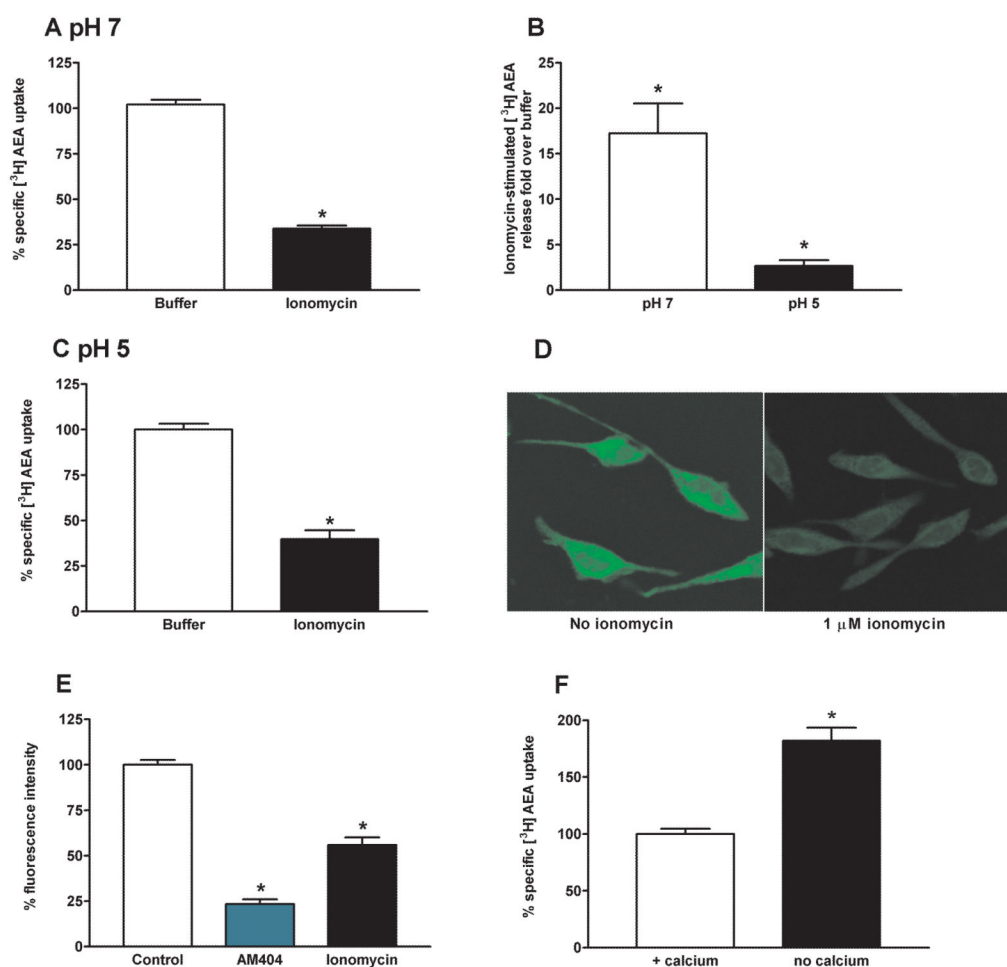 A pH 7
% specific [³H] AEA uptake
125
100
75
50
25
0
*
Buffer
Ionomycin
B
Ionomycin-stimulated [³H] AEA
release fold over buffer
25
20
15
10
5
0
*
*
pH 7
pH 5
C pH 5
% specific [³H] AEA uptake
125
100
75
50
25
0
*
Buffer
Ionomycin
D
No ionomycin
1 μM ionomycin
E
% fluorescence intensity
125
100
75
50
25
0
*
*
Control
AM404
Ionomycin
F
% specific [³H] AEA uptake
200
150
100
50
0
*
+ calcium
no calcium